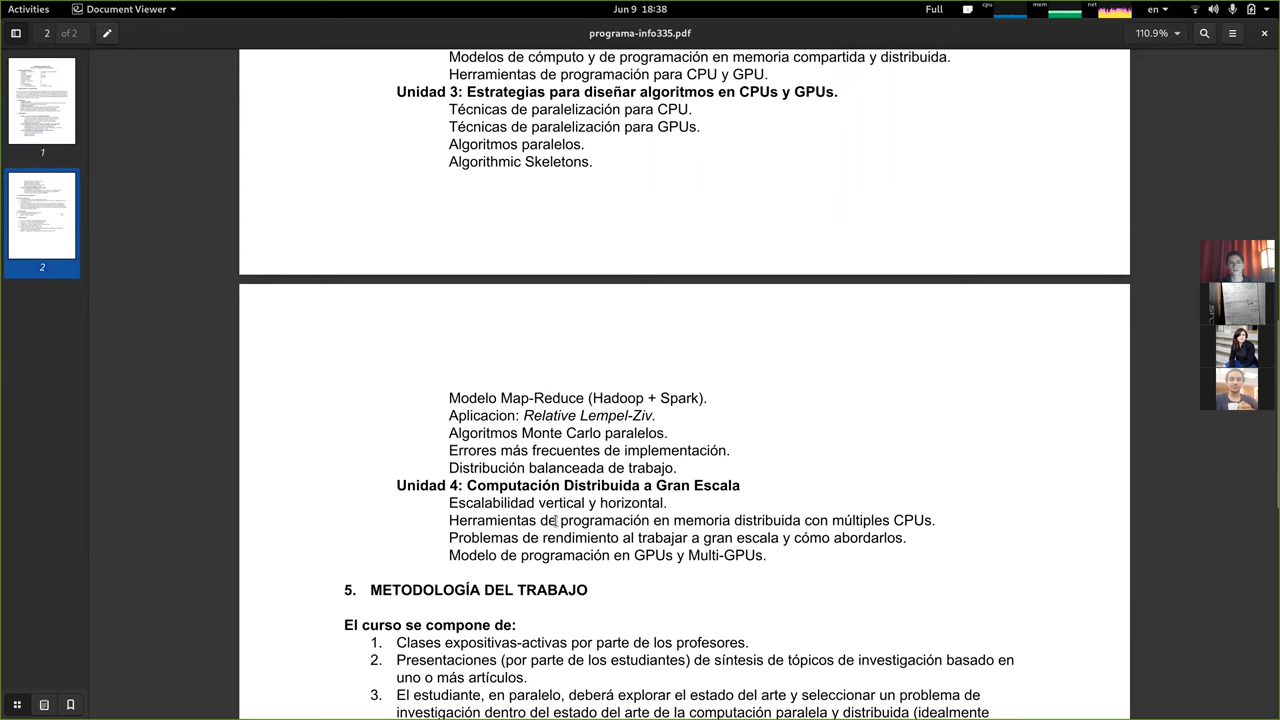 Activities
Document Viewer
Jun 9 18:38
Full
cpu
mem
net
en
2 of 2
programa-info335.pdf
110.9%
1
2
Modelos de cómputo y de programación en memoria compartida y distribuida.
Herramientas de programación para CPU y GPU.
Unidad 3: Estrategias para diseñar algoritmos en CPUs y GPUs.
Técnicas de paralelización para CPU.
Técnicas de paralelización para GPUs.
Algoritmos paralelos.
Algorithmic Skeletons.
Modelo Map-Reduce (Hadoop + Spark).
Aplicacion: Relative Lempel-Ziv.
Algoritmos Monte Carlo paralelos.
Errores más frecuentes de implementación.
Distribución balanceada de trabajo.
Unidad 4: Computación Distribuida a Gran Escala
Escalabilidad vertical y horizontal.
Herramientas de programación en memoria distribuida con múltiples CPUs.
Problemas de rendimiento al trabajar a gran escala y cómo abordarlos.
Modelo de programación en GPUs y Multi-GPUs.
5. METODOLOGÍA DEL TRABAJO
El curso se compone de:
1. Clases expositivas-activas por parte de los profesores.
2. Presentaciones (por parte de los estudiantes) de síntesis de tópicos de investigación basado en
uno o más artículos.
3. El estudiante, en paralelo, deberá explorar el estado del arte y seleccionar un problema de
investigación dentro del estado del arte de la computación paralela y distribuida (idealmente